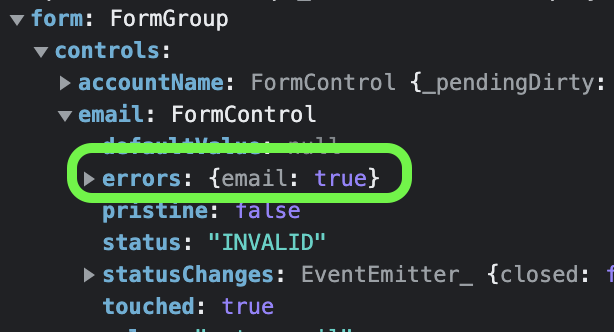 form: FormGroup
controls:
accountName: FormControl {_pendingDirty:
email: FormControl
defaultValue: null
errors: {email: true}
pristine: false
status: "INVALID"
statusChanges: EventEmitter_ {closed: f
touched: true